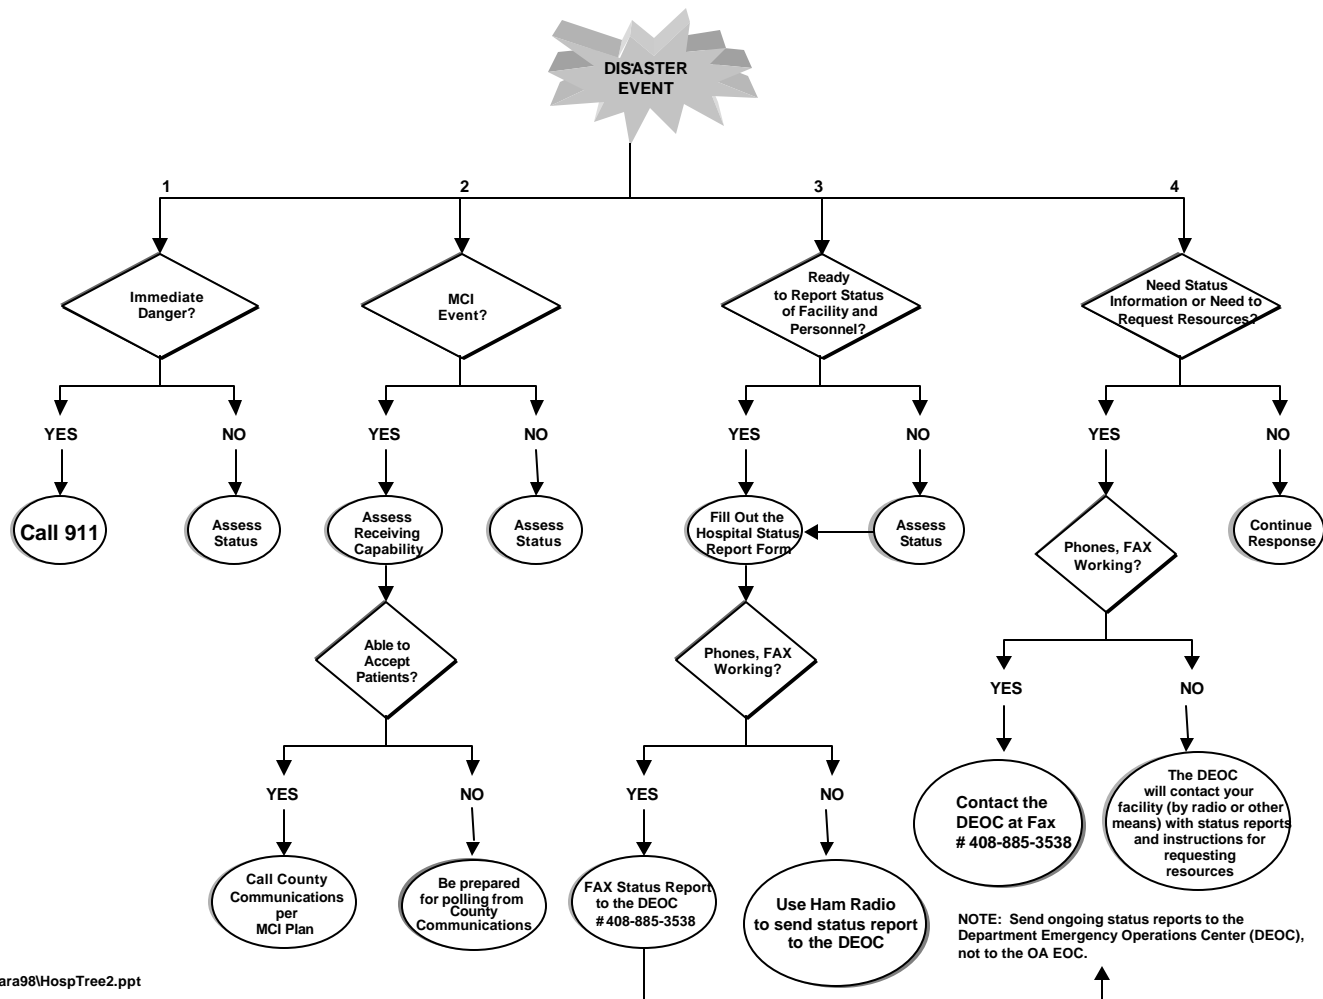 DISASTER
EVENT
1
2
3
4
Immediate
Danger?
MCI
Event?
Ready
to Report Status
of Facility and
Personnel?
Need Status
Information or Need to
Request Resources?
YES
NO
YES
NO
YES
NO
YES
NO
Call 911
Assess
Status
Assess
Receiving
Capability
Assess
Status
Fill Out the
Hospital Status
Report Form
Assess
Status
Phones, FAX
Working?
Continue
Response
Able to
Accept
Patients?
Phones, FAX
Working?
YES
NO
YES
NO
YES
NO
Contact the
DEOC at Fax
# 408-885-3538
The DEOC
will contact your
facility (by radio or other
means) with status reports
and instructions for
requesting
resources
Call County
Communications
per
MCI Plan
Be prepared
for polling from
County
Communications
FAX Status Report
to the DEOC
# 408-885-3538
Use Ham Radio
to send status report
to the DEOC
NOTE: Send ongoing status reports to the
Department Emergency Operations Center (DEOC),
not to the OA EOC.
ara98\HospTree2.ppt